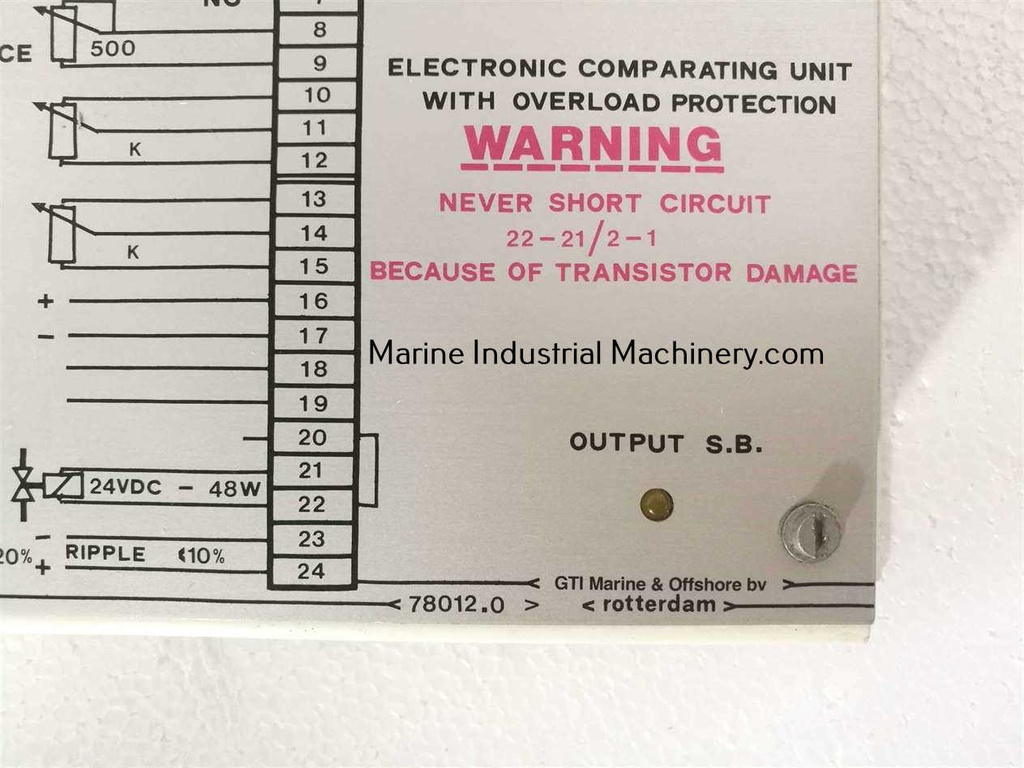 NO
7
8
CE 500
9
10
11
K
12
13
14
K
15
+ 16
- 17
18
19
20
21
24VDC - 48W
22
- 23
20% RIPPLE <10%
+ 24
ELECTRONIC COMPARATING UNIT
WITH OVERLOAD PROTECTION
WARNING
NEVER SHORT CIRCUIT
22-21/2-1
BECAUSE OF TRANSISTOR DAMAGE
Marine Industrial Machinery.com
OUTPUT S.B.
< GTI Marine & Offshore bv >
< 78012.0 > < rotterdam >